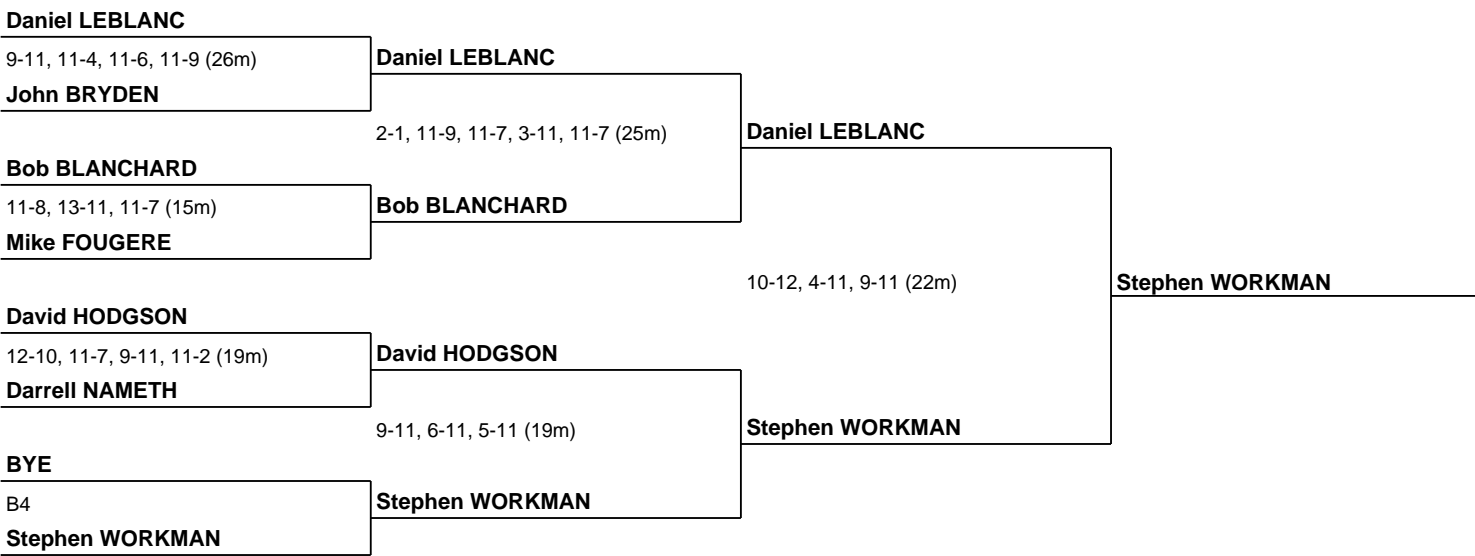 Daniel LEBLANC
9-11, 11-4, 11-6, 11-9 (26m)
John BRYDEN
Bob BLANCHARD
11-8, 13-11, 11-7 (15m)
Mike FOUGERE
David HODGSON
12-10, 11-7, 9-11, 11-2 (19m)
Darrell NAMETH
BYE
B4
Stephen WORKMAN
Daniel LEBLANC
2-1, 11-9, 11-7, 3-11, 11-7 (25m)
Bob BLANCHARD
David HODGSON
9-11, 6-11, 5-11 (19m)
Stephen WORKMAN
Daniel LEBLANC
10-12, 4-11, 9-11 (22m)
Stephen WORKMAN
Stephen WORKMAN